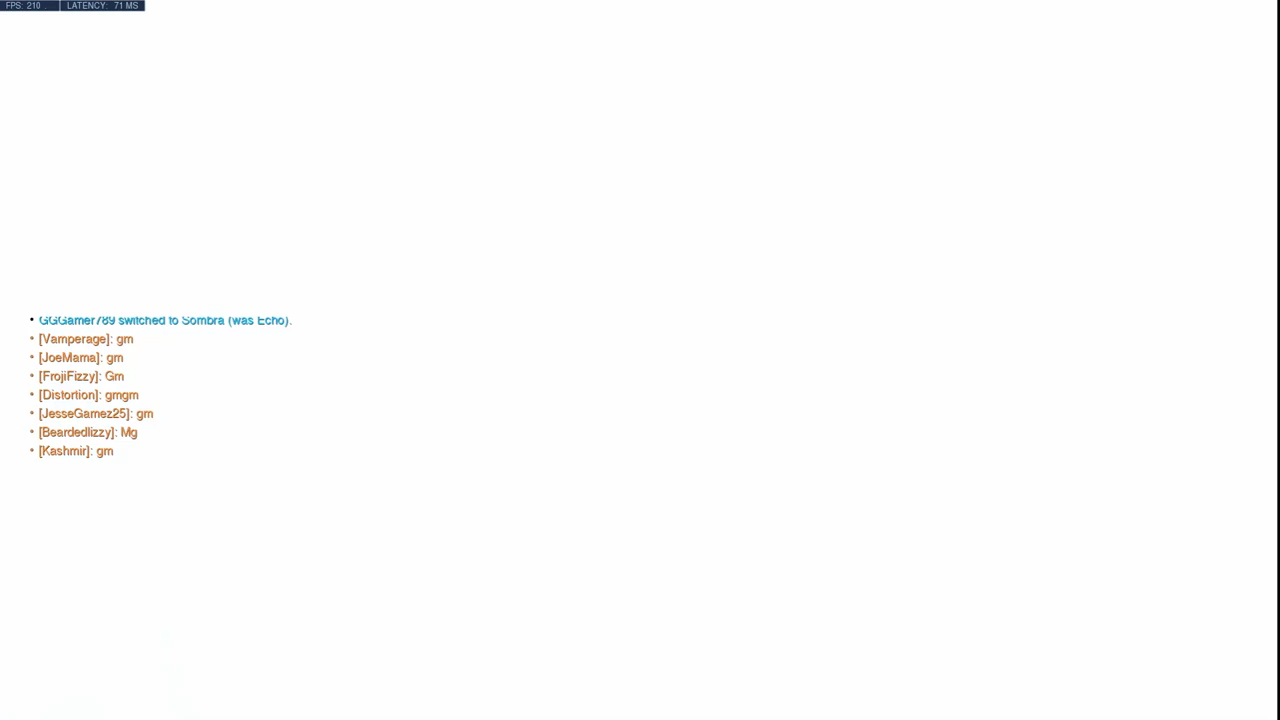 FPS: 210 LATENCY: 71 MS
• GGGamer789 switched to Sombra (was Echo).
• [Vamperage]: gm
• [JoeMama]: gm
• [FrojiFizzy]: Gm
• [Distortion]: gmgm
• [JesseGamez25]: gm
• [Beardedlizzy]: Mg
• [Kashmir]: gm